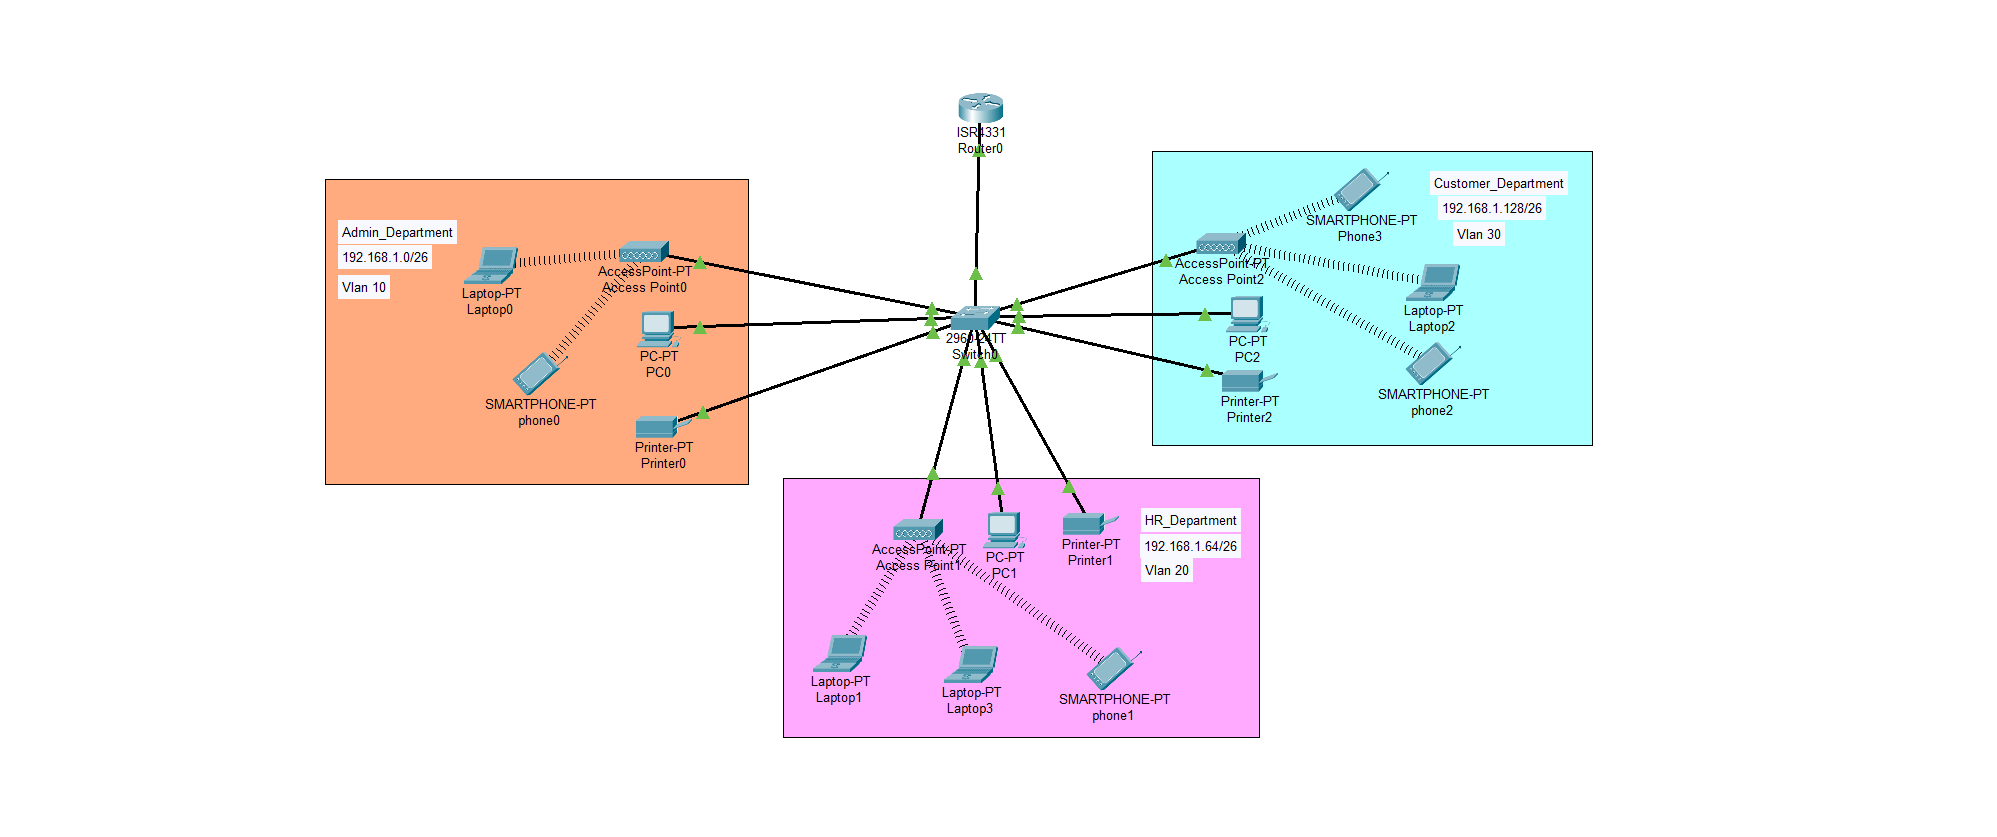 ISR4331
Router0
Admin_Department
192.168.1.0/26
Vlan 10
Laptop-PT
Laptop0
AccessPoint-PT
Access Point0
PC-PT
PC0
SMARTPHONE-PT
phone0
Printer-PT
Printer0
2960-24TT
Switch0
Customer_Department
192.168.1.128/26
Vlan 30
SMARTPHONE-PT
Phone3
AccessPoint-PT
Access Point2
Laptop-PT
Laptop2
PC-PT
PC2
SMARTPHONE-PT
phone2
Printer-PT
Printer2
HR_Department
192.168.1.64/26
Vlan 20
AccessPoint-PT
Access Point1
PC-PT
PC1
Printer-PT
Printer1
Laptop-PT
Laptop1
Laptop-PT
Laptop3
SMARTPHONE-PT
phone1